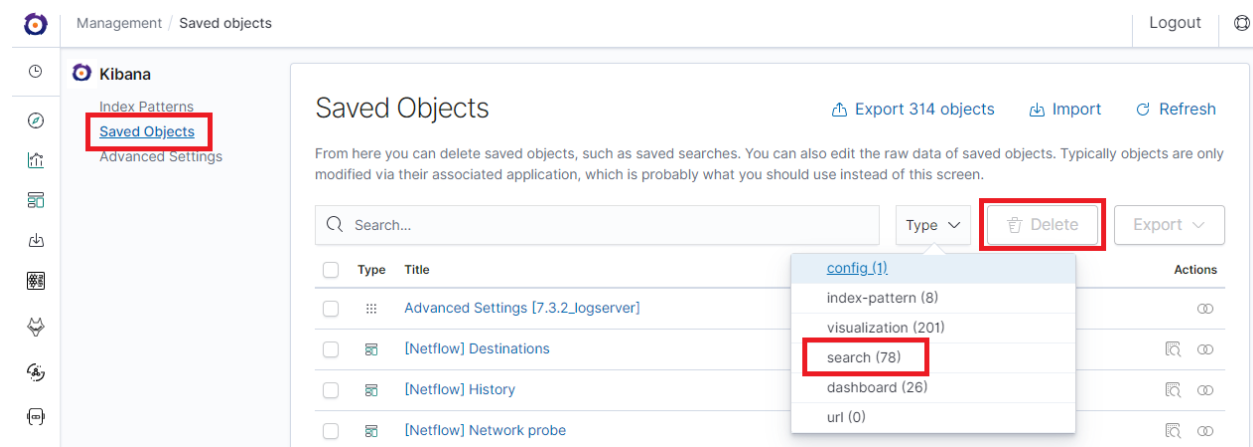 Management / Saved objects
Logout
Kibana
Index Patterns
Saved Objects
Advanced Settings
Saved Objects
Export 314 objects
Import
Refresh
From here you can delete saved objects, such as saved searches. You can also edit the raw data of saved objects. Typically objects are only
modified via their associated application, which is probably what you should use instead of this screen.
Search...
Type
Delete
Export
Type Title
Actions
config (1)
index-pattern (8)
visualization (201)
search (78)
dashboard (26)
url (0)
Advanced Settings [7.3.2_logserver]
[Netflow] Destinations
[Netflow] History
[Netflow] Network probe